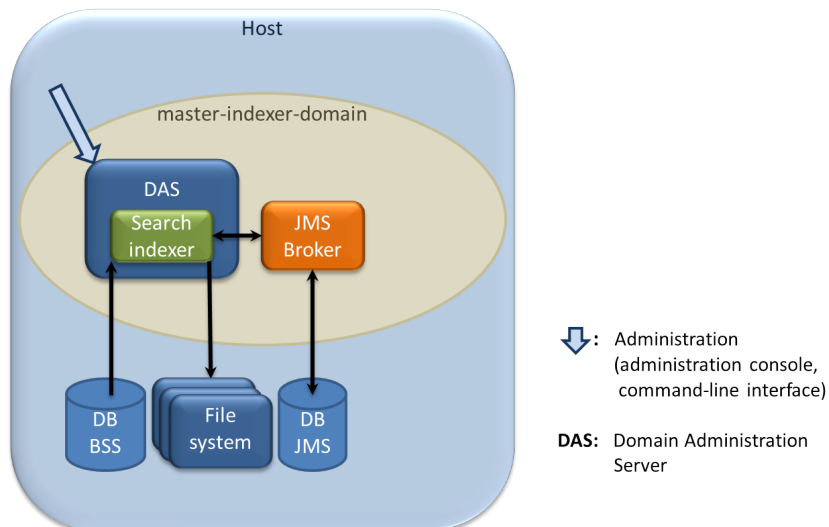 Host
master-indexer-domain
DAS
Search
indexer
JMS
Broker
DB
BSS
File
system
DB
JMS
: Administration
(administration console,
command-line interface)
DAS: Domain Administration
Server